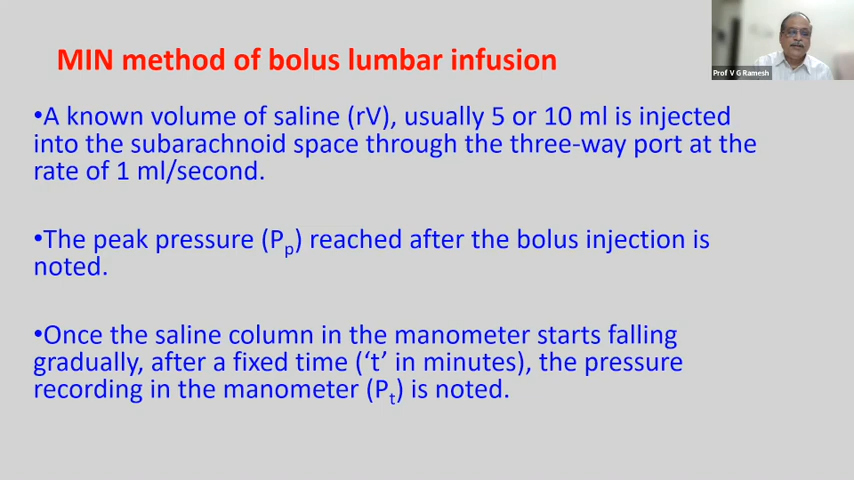 MIN method of bolus lumbar infusion
Prof V G Ramesh
•A known volume of saline (rV), usually 5 or 10 ml is injected
into the subarachnoid space through the three-way port at the
rate of 1 ml/second.
•The peak pressure (Pp) reached after the bolus injection is
noted.
•Once the saline column in the manometer starts falling
gradually, after a fixed time (‘t’ in minutes), the pressure
recording in the manometer (Pt) is noted.